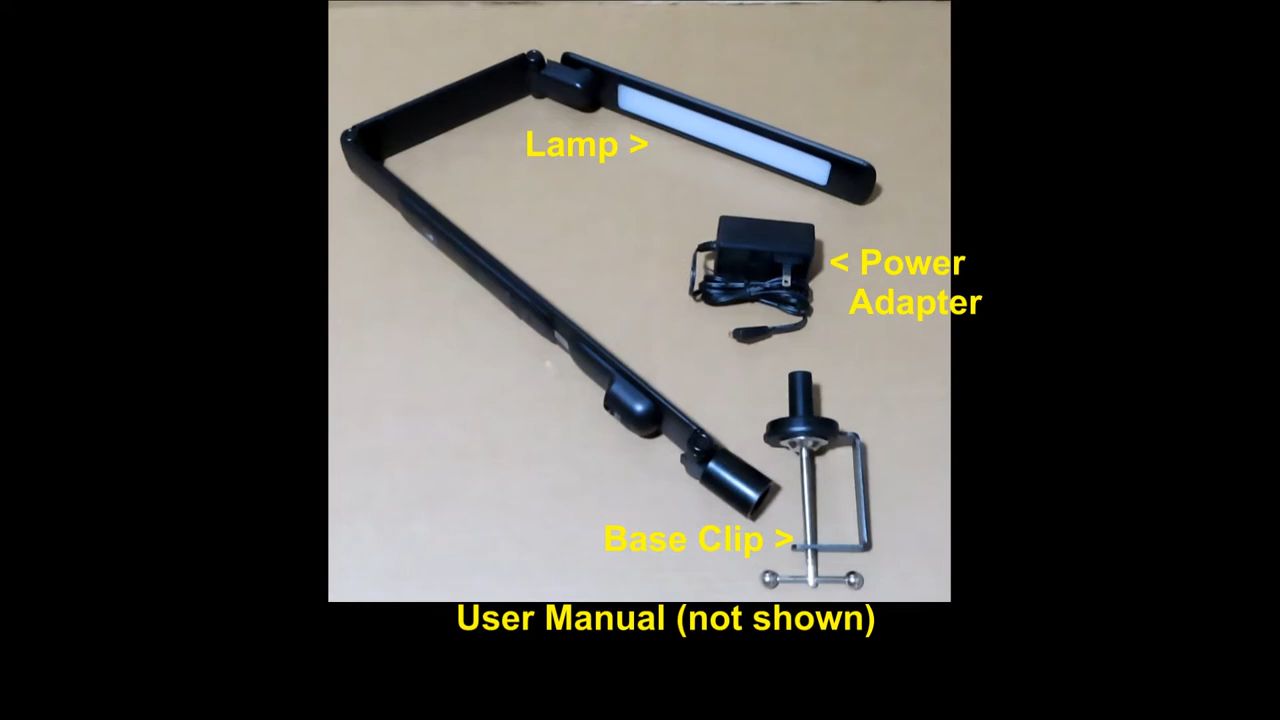 Lamp >
< Power
Adapter
Base Clip >
User Manual (not shown)